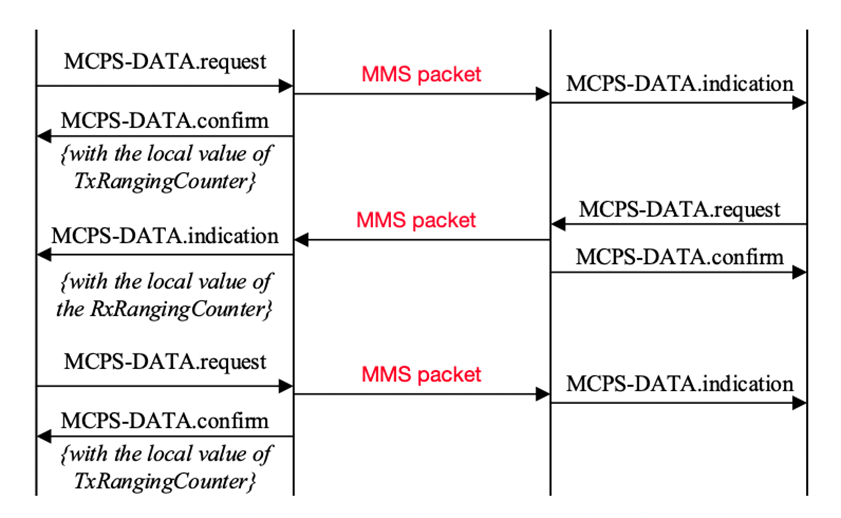 MCPS-DATA.request
MMS packet
MCPS-DATA.indication
MCPS-DATA.confirm
{with the local value of
TxRangingCounter}
MCPS-DATA.request
MMS packet
MCPS-DATA.indication
MCPS-DATA.confirm
{with the local value of
the RxRangingCounter}
MCPS-DATA.request
MMS packet
MCPS-DATA.indication
MCPS-DATA.confirm
{with the local value of
TxRangingCounter}